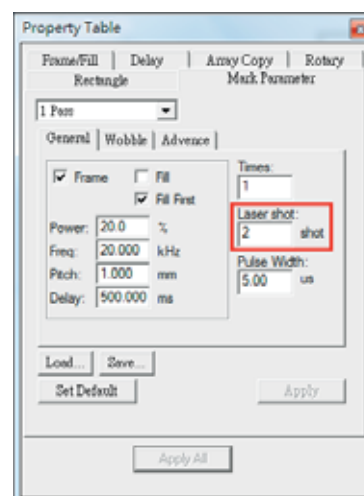 Property Table
Frame/Fill Delay Array Copy Rotary
Rectangle Mark Parameter
1 Pass
General Wobble Advence
Frame Fill
Fill First
Times:
1
Laser shot:
2 shot
Power: 20.0 %
Freq: 20.000 kHz
Pitch: 1.000 mm
Delay: 500.000 ms
Pulse Width:
5.00 us
Load... Save...
Set Default Apply
Apply All